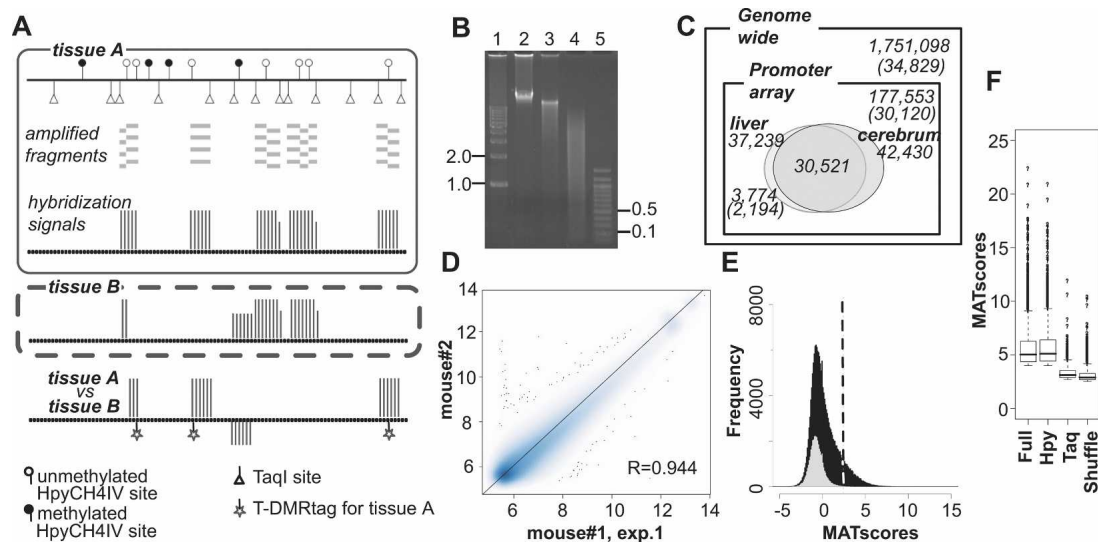 A
tissue A
amplified
fragments
hybridization
signals
tissue B
tissue A
vs
tissue B
unmethylated
HpyCH4IV site
methylated
HpyCH4IV site
TaqI site
T-DMRtag for tissue A
B
1 2 3 4 5
2.0
1.0
0.5
0.1
C
Genome
wide
1,751,098
(34,829)
Promoter
array
177,553
(30,120)
liver
37,239
cerebrum
42,430
30,521
3,774
(2,194)
D
14
12
10
8
6
mouse#2
R=0.944
6 8 10 12 14
mouse#1, exp.1
E
8000
4000
0
Frequency
-5 0 5 10 15
MATscores
F
25
20
15
10
5
0
MATscores
Full
Hpy
Taq
Shuffle